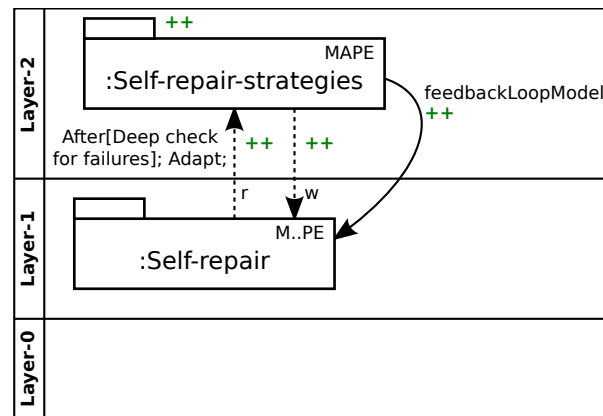 Layer-2
++
MAPE
:Self-repair-strategies
feedbackLoopModel
++
After[Deep check
for failures]; Adapt;
++
++
r
w
Layer-1
M..PE
:Self-repair
Layer-0